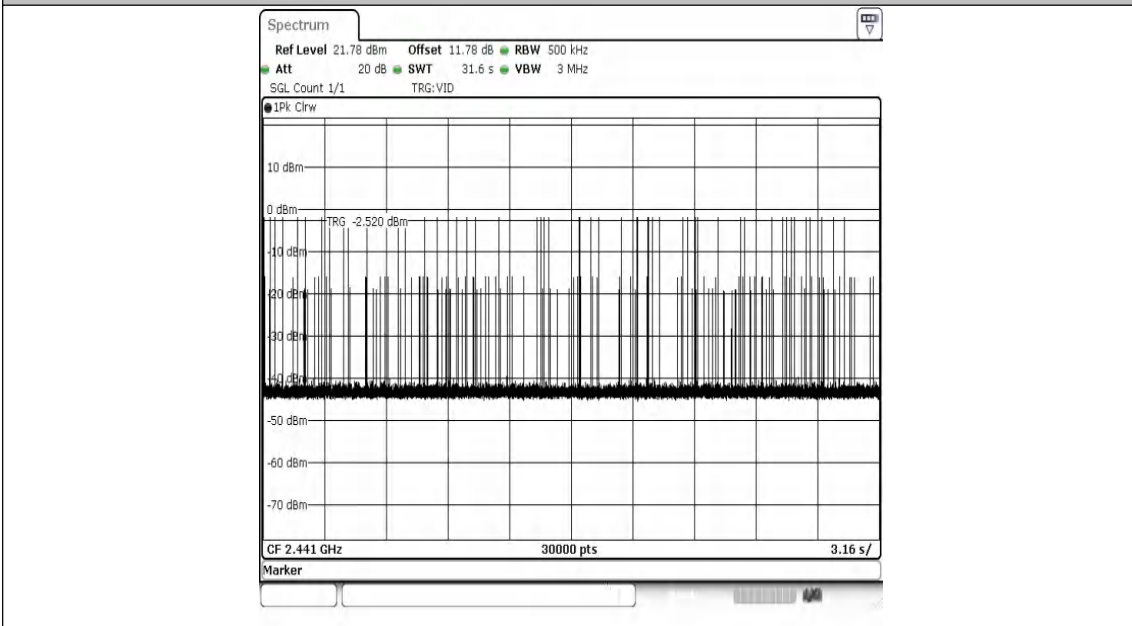 Spectrum
Ref Level 21.78 dBm Offset 11.78 dB RBW 500 kHz
Att 20 dB SWT 31.6 s VBW 3 MHz
SGL Count 1/1 TRG:VID
1Pk Clrw
10 dBm
0 dBm
TRG -2.520 dBm
-10 dBm
-20 dBm
-30 dBm
-40 dBm
-50 dBm
-60 dBm
-70 dBm
CF 2.441 GHz 30000 pts 3.16 s/
Marker